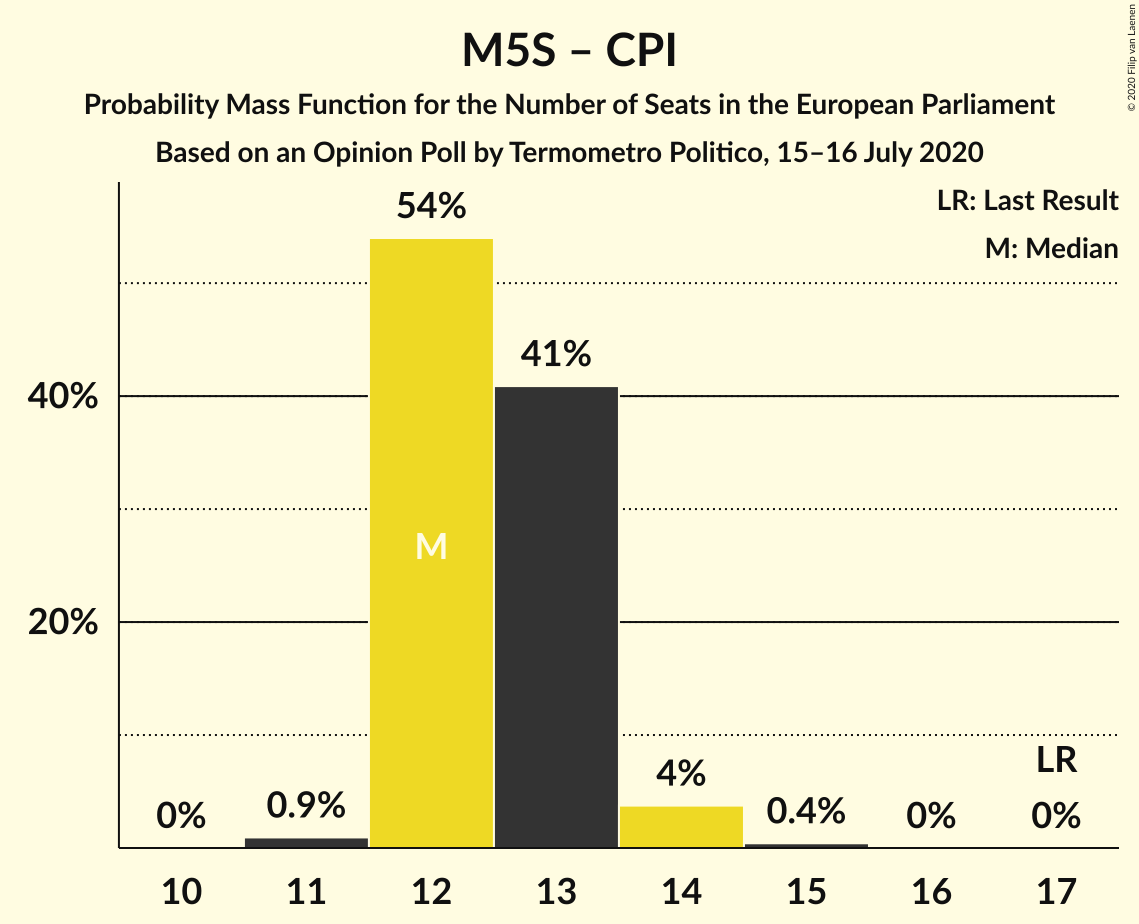 M5S – CPI
Probability Mass Function for the Number of Seats in the European Parliament
Based on an Opinion Poll by Termometro Politico, 15–16 July 2020
© 2020 Filip van Laenen
LR: Last Result
M: Median
54%
41%
40%
M
20%
LR
4%
0%
0.9%
0.4%
0%
0%
10
11
12
13
14
15
16
17